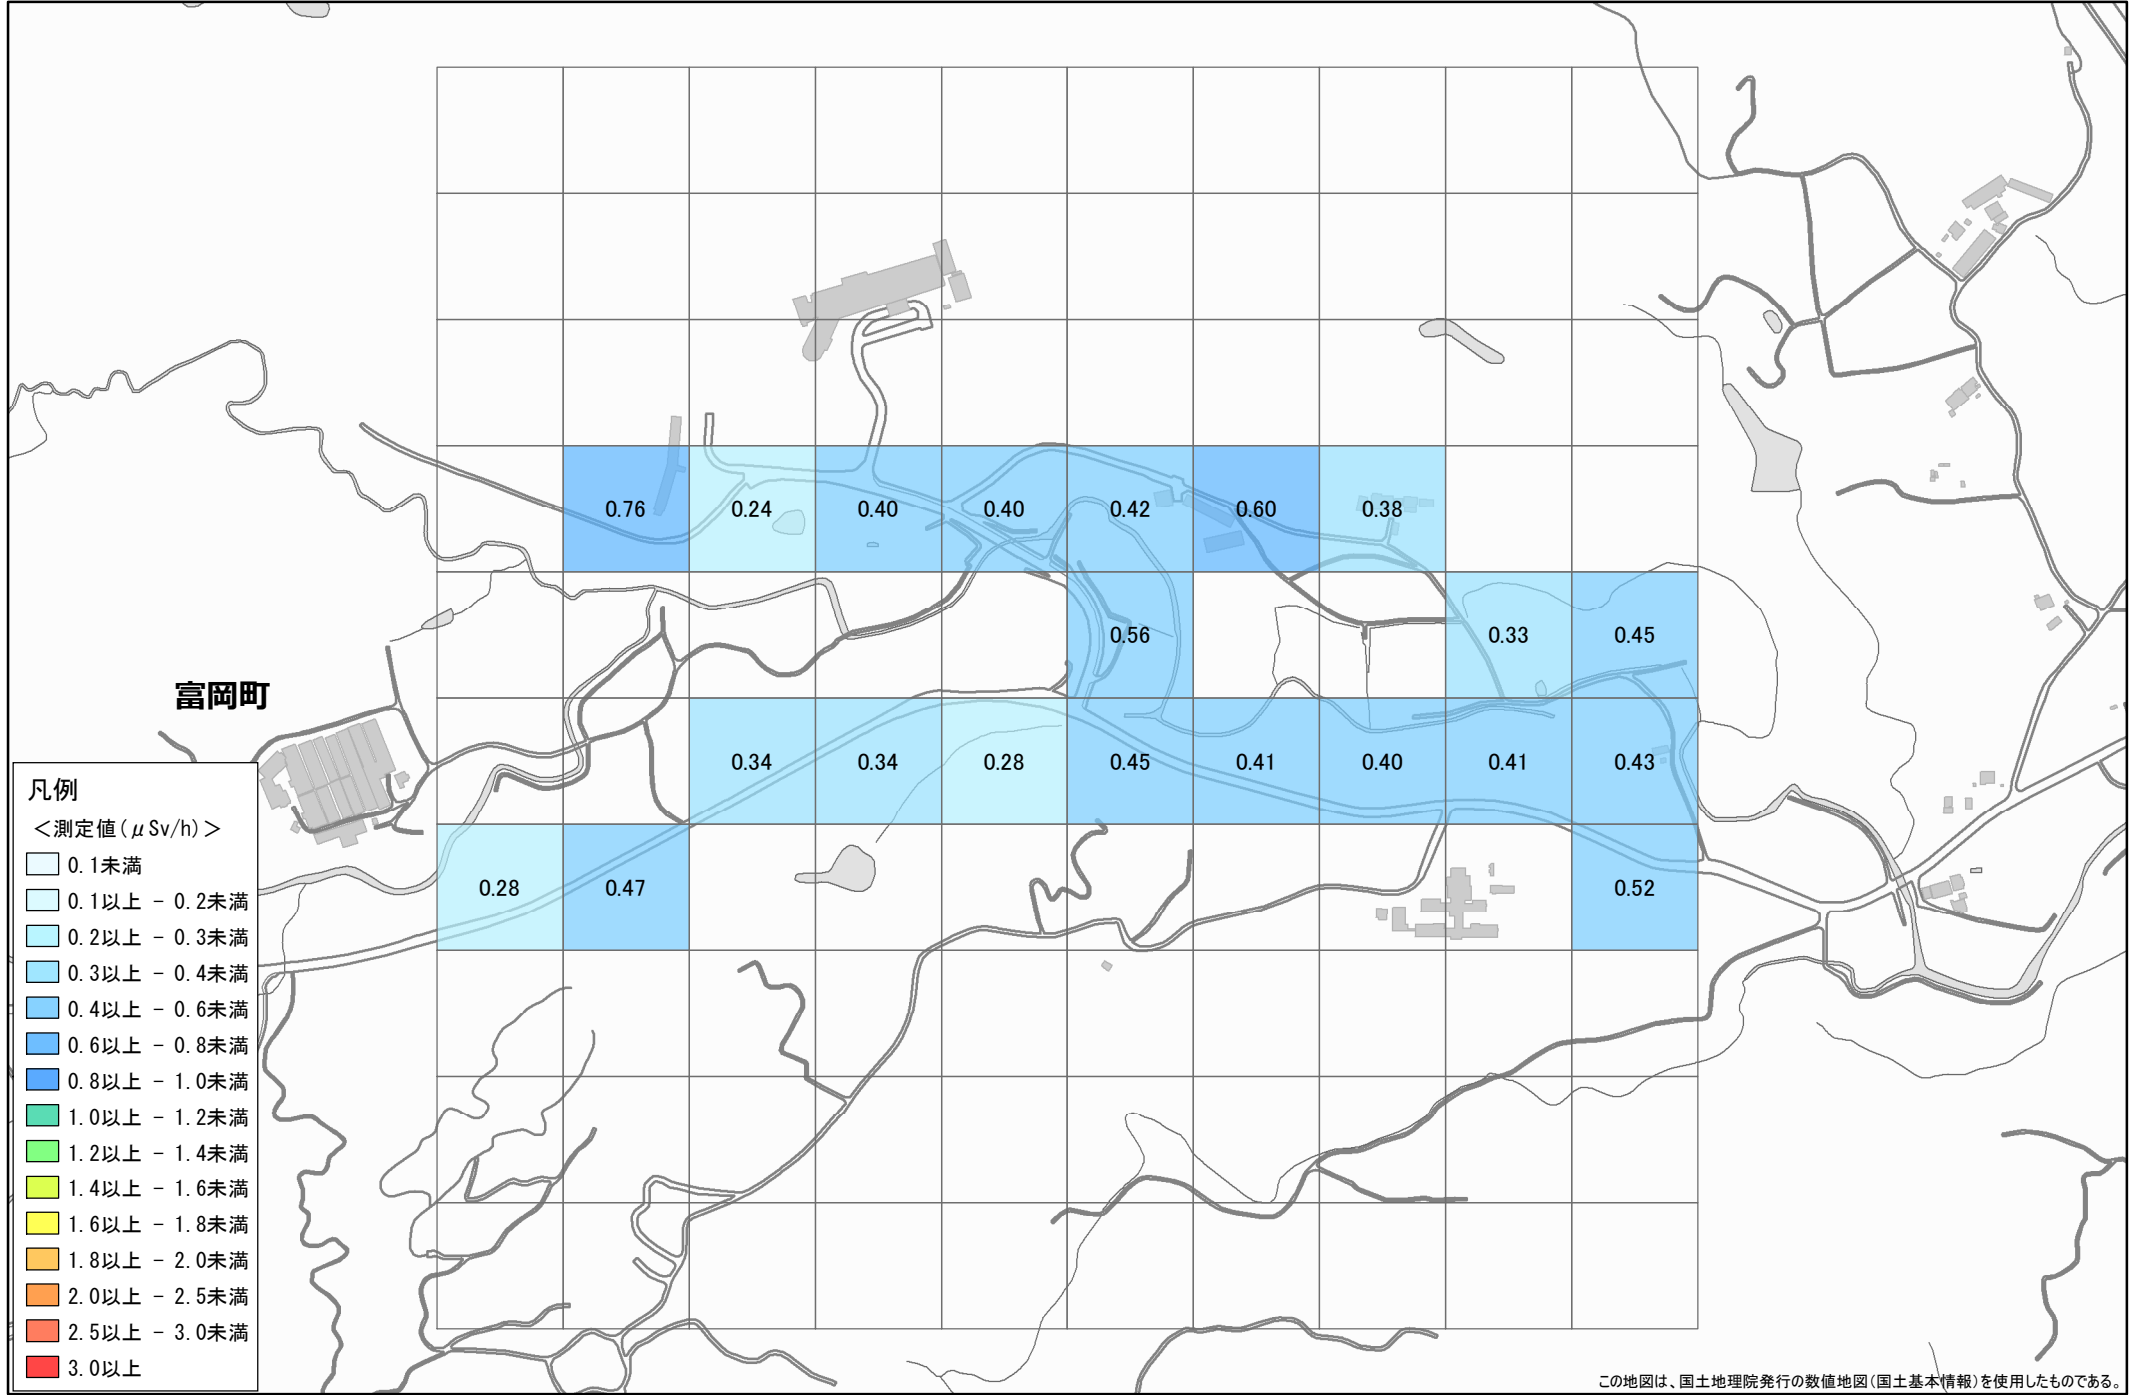 0.76 0.24 0.40 0.40 0.42 0.60 0.38
0.56 0.33 0.45
富岡町
0.34 0.34 0.28 0.45 0.41 0.40 0.41 0.43
0.28 0.47 0.52
凡例
＜測定値(μSv/h)＞
0.1未満
0.1以上 － 0.2未満
0.2以上 － 0.3未満
0.3以上 － 0.4未満
0.4以上 － 0.6未満
0.6以上 － 0.8未満
0.8以上 － 1.0未満
1.0以上 － 1.2未満
1.2以上 － 1.4未満
1.4以上 － 1.6未満
1.6以上 － 1.8未満
1.8以上 － 2.0未満
2.0以上 － 2.5未満
2.5以上 － 3.0未満
3.0以上
この地図は、国土地理院発行の数値地図(国土基本情報)を使用したものである。